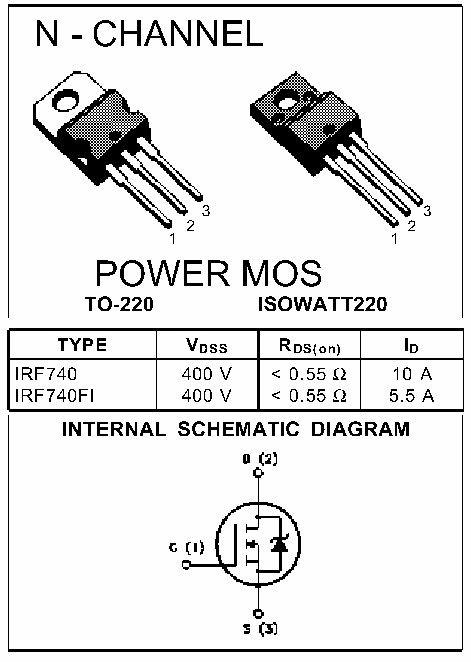 N - CHANNEL
1 2 3
1 2 3
POWER MOS
TO-220 ISOWATT220
TYPE VDSS RDS(on) ID
IRF740 400 V < 0.55 Ω 10 A
IRF740FI 400 V < 0.55 Ω 5.5 A
INTERNAL SCHEMATIC DIAGRAM
D (2)
G (1)
S (3)